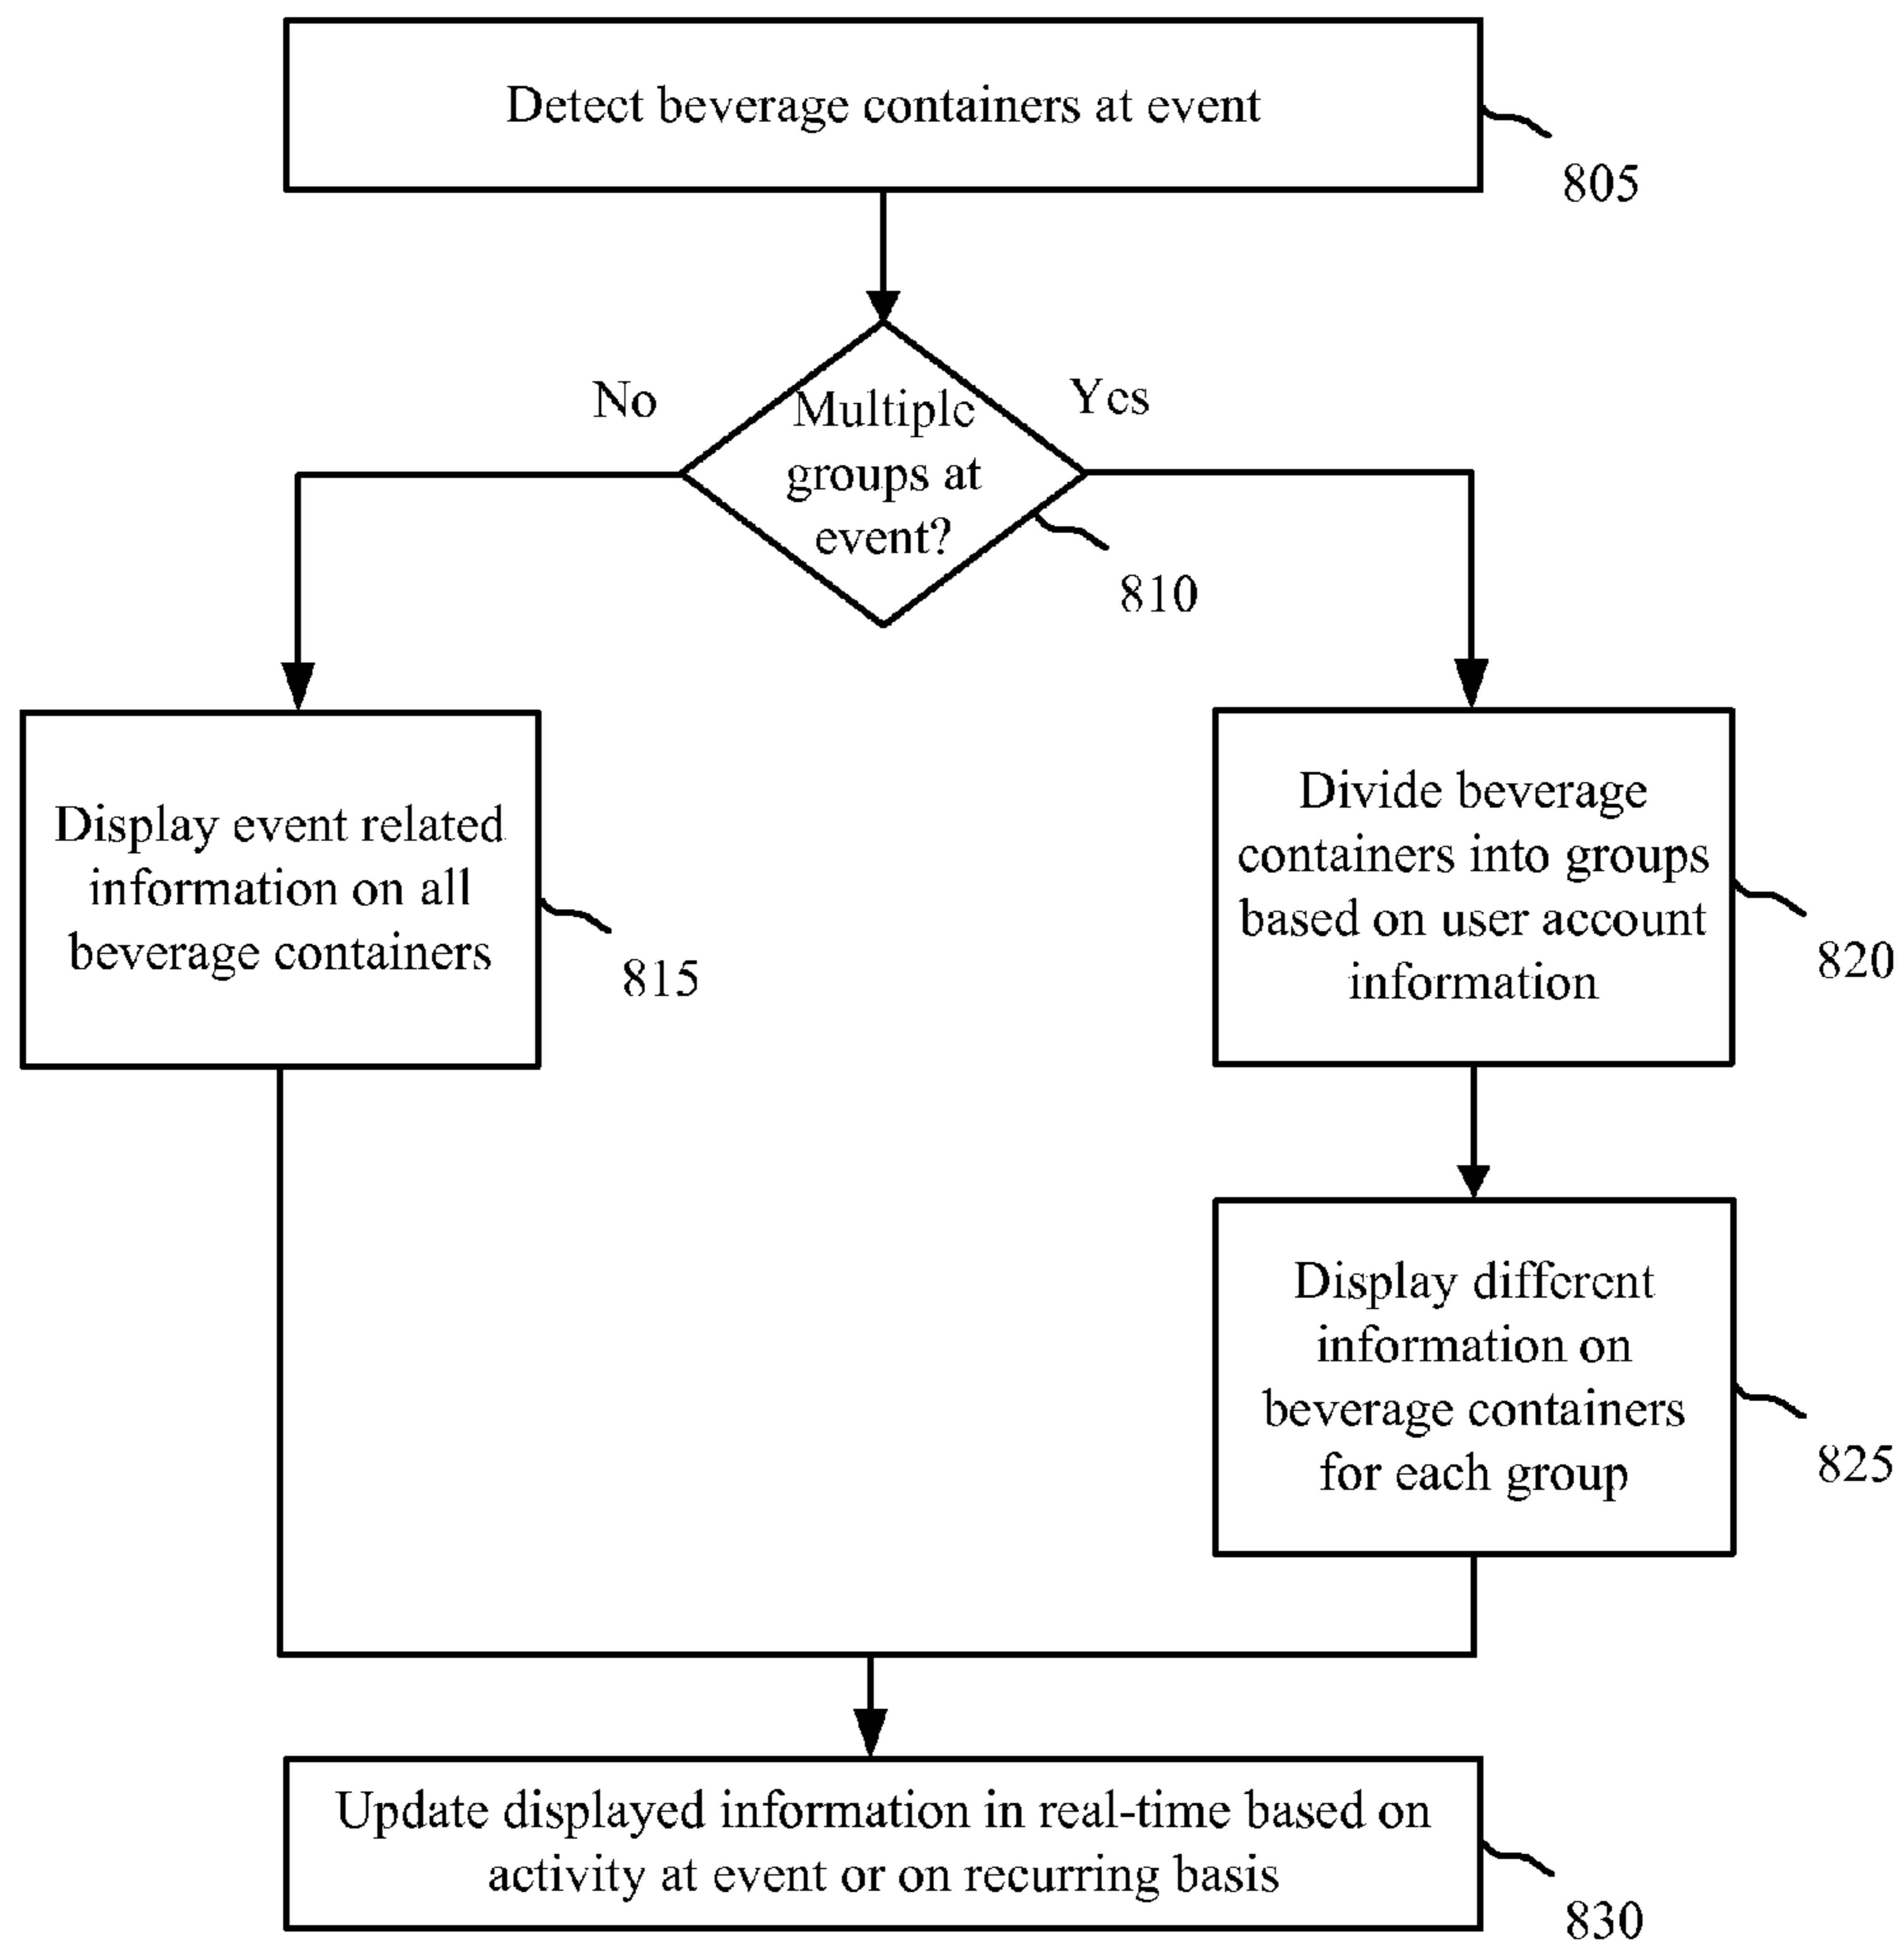 Detect beverage containers at event
805
No
Yes
Multiple
groups at
event?
810
Display event related
information on all
beverage containers
815
Divide beverage
containers into groups
based on user account
information
820
Display different
information on
beverage containers
for each group
825
Update displayed information in real-time based on
activity at event or on recurring basis
830